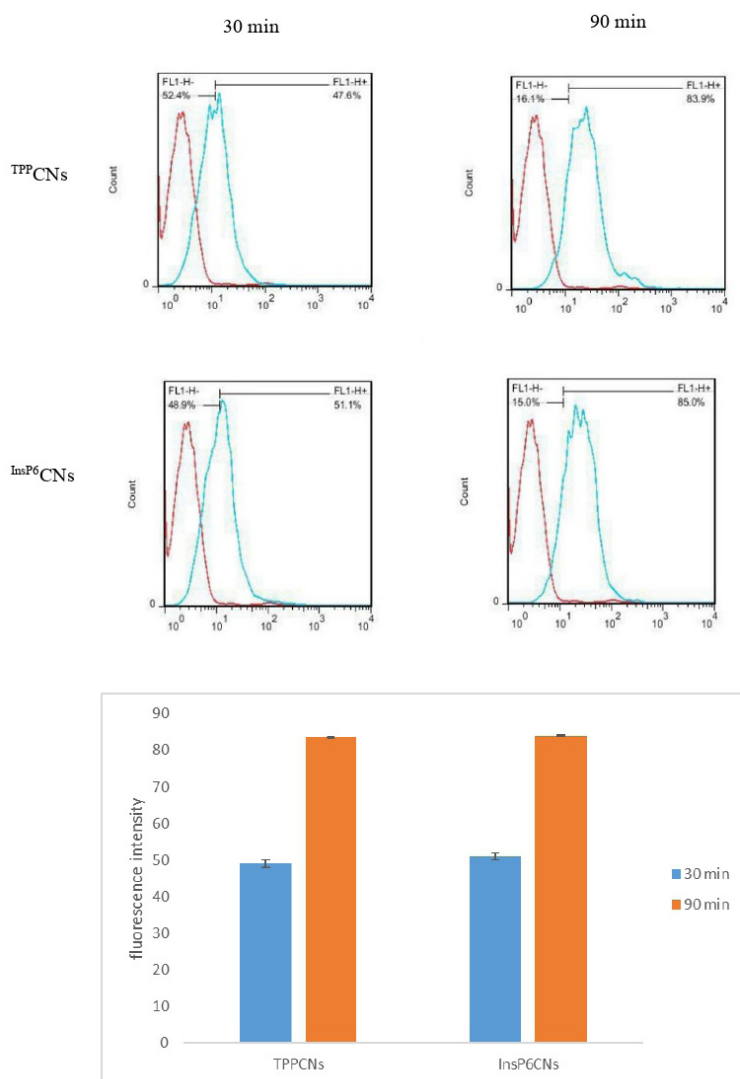 30 min 90 min
FL1-H- FL1-H+
52.4% 47.6%
FL1-H- FL1-H+
16.1% 83.9%
TPPCNs
Count
Count
0
0
10^0 10^1 10^2 10^3 10^4
10^0 10^1 10^2 10^3 10^4
FL1-H- FL1-H+
48.9% 51.1%
FL1-H- FL1-H+
15.0% 85.0%
InsP6CNs
Count
Count
0
0
10^0 10^1 10^2 10^3 10^4
10^0 10^1 10^2 10^3 10^4
90
80
70
60
50
40
30
20
10
0
fluorescence intensity
30 min
90 min
TPPCNs InsP6CNs